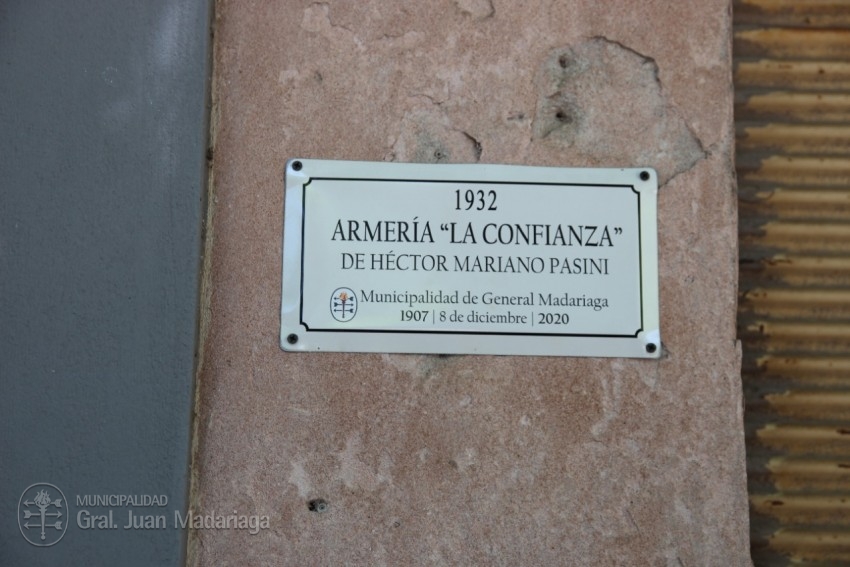 1932
ARMERÍA “LA CONFIANZA”
DE HÉCTOR MARIANO PASINI
Municipalidad de General Madariaga
1907 | 8 de diciembre | 2020
MUNICIPALIDAD
Gral. Juan Madariaga